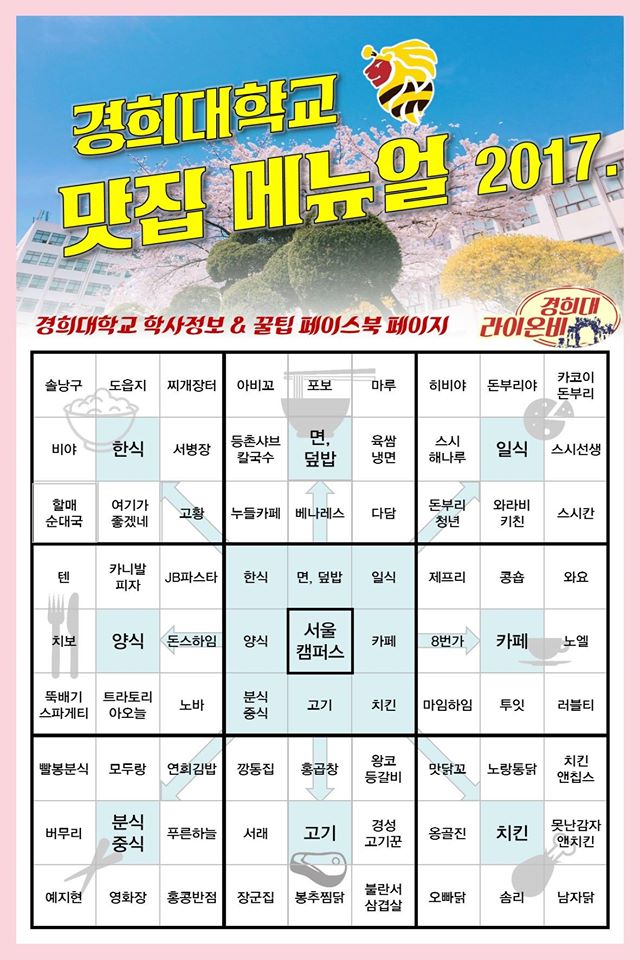 경희대학교
맛집 메뉴얼 2017.
경희대학교 학사정보 & 꿀팁 페이스북 페이지
경희대
라이온비
솔낭구 도읍지 찌개장터 아비꼬 포보 마루 히비야 돈부리야 카코이
돈부리
비야 한식 서병장 등촌샤브
칼국수 면,
덮밥 육쌈
냉면 스시
해나루 일식 스시선생
할매
순대국 여기가
좋겠네 고황 누들카페 베나레스 다담 돈부리
청년 와라비
키친 스시칸
텐 카니발
피자 JB파스타 한식 면, 덮밥 일식 제프리 콩숍 와요
치보 양식 돈스하임 양식 서울
캠퍼스 카페 8번가 카페 노엘
뚝배기
스파게티 트라토리
아오늘 노바 분식
중식 고기 치킨 마임하임 투잇 러블티
빨봉분식 모두랑 연희김밥 깡통집 홍곱창 왕코
등갈비 맛닭꼬 노랑통닭 치킨
앤칩스
버무리 분식
중식 푸른하늘 서래 고기 경성
고기꾼 옹골진 치킨 못난감자
앤치킨
예지현 영화장 홍콩반점 장군집 봉추찜닭 불란서
삼겹살 오빠닭 솜리 남자닭